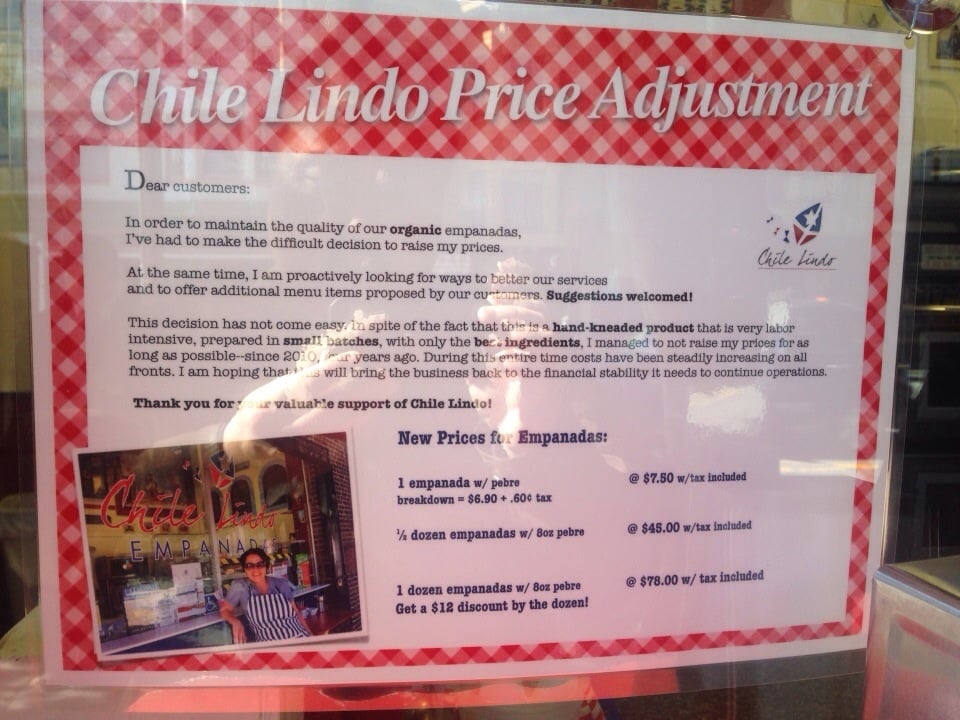 Chile Lindo Price Adjustment
Dear customers:
In order to maintain the quality of our organic empanadas,
I've had to make the difficult decision to raise my prices.
Chile Lindo
At the same time, I am proactively looking for ways to better our services
and to offer additional menu items proposed by our customers. Suggestions welcomed!
This decision has not come easy. In spite of the fact that this is a hand-kneaded product that is very labor
intensive, prepared in small batches, with only the best ingredients, I managed to not raise my prices for as
long as possible--since 2010, four years ago. During this entire time costs have been steadily increasing on all
fronts. I am hoping that this will bring the business back to the financial stability it needs to continue operations.
Thank you for your valuable support of Chile Lindo!
New Prices for Empanadas:
1 empanada w/ pebre @ $7.50 w/tax included
breakdown = $6.90 + .60¢ tax
½ dozen empanadas w/ 8oz pebre @ $45.00 w/tax included
1 dozen empanadas w/ 8oz pebre @ $78.00 w/ tax included
Get a $12 discount by the dozen!
Chile Lindo
EMPANADAS